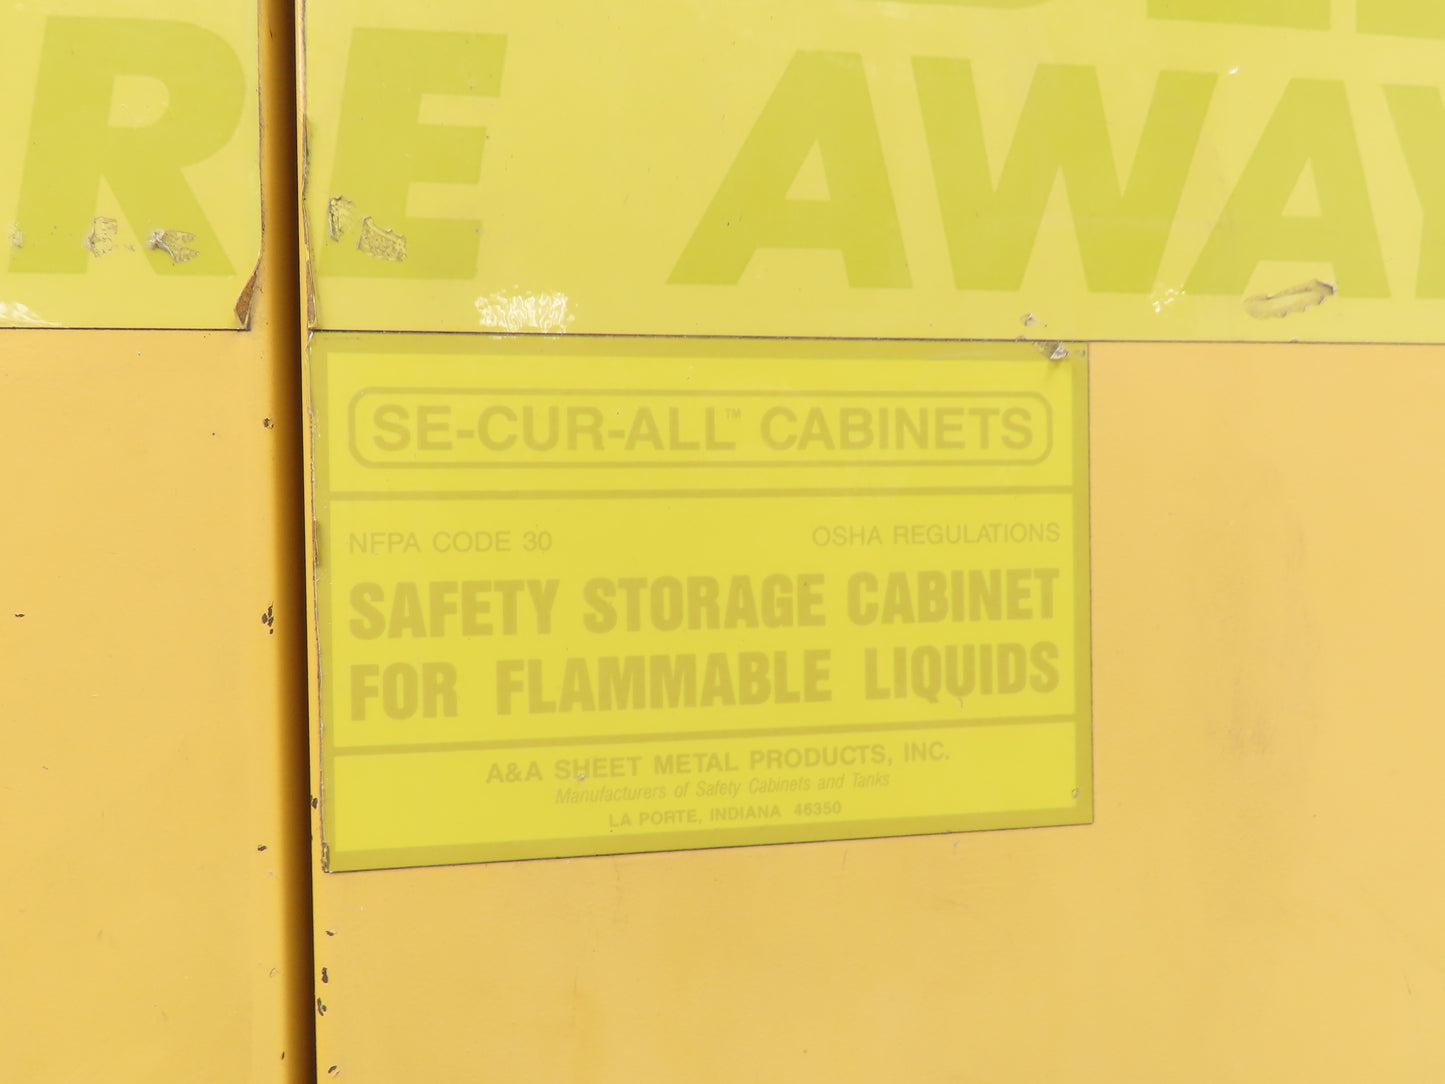 RE AWAY
SE-CUR-ALL™ CABINETS
NFPA CODE 30 OSHA REGULATIONS
SAFETY STORAGE CABINET
FOR FLAMMABLE LIQUIDS
A&A SHEET METAL PRODUCTS, INC.
Manufacturers of Safety Cabinets and Tanks
LA PORTE, INDIANA 46350